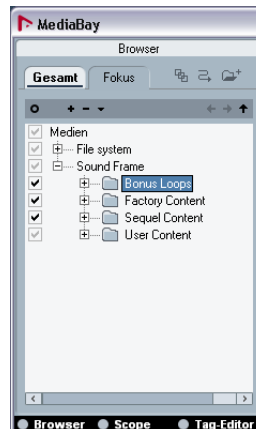 MediaBay
Browser
Gesamt Fokus
Medien
File system
Sound Frame
Bonus Loops
Factory Content
Sequel Content
User Content
Browser Scope Tag-Editor